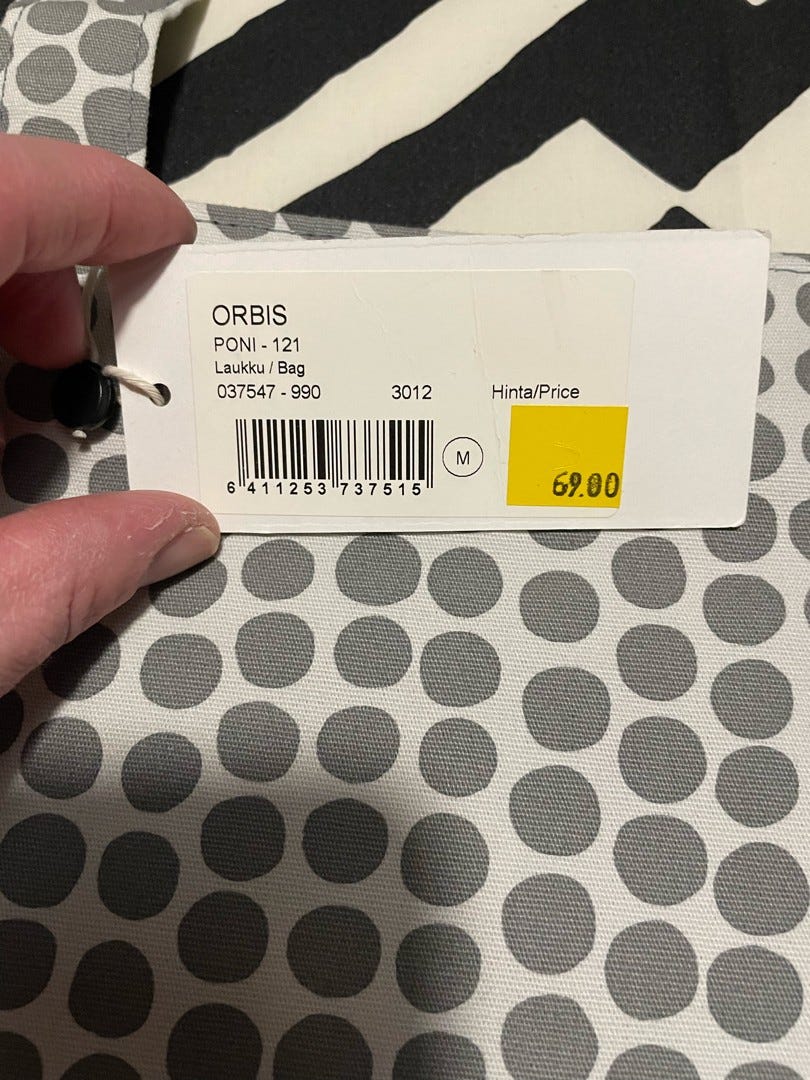 ORBIS
PONI - 121
Laukku / Bag
037547 - 990 3012 Hinta/Price
M
69.00
6 411253 737515